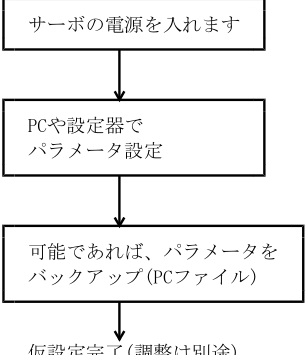 サーボの電源を入れます
PCや設定器で
パラメータ設定
可能であれば、パラメータを
バックアップ(PCファイル)
仮設定完了(調整は別途)